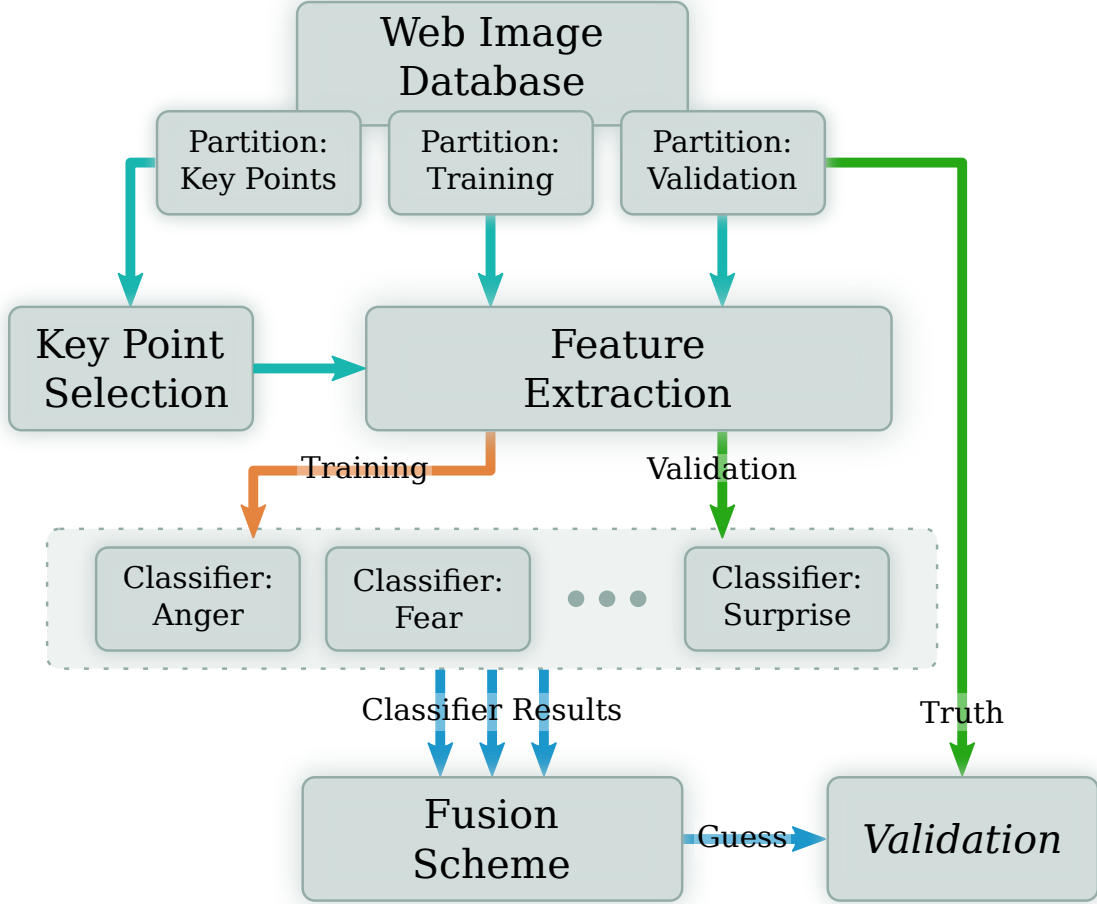 Web Image
Database
Partition:
Key Points
Partition:
Training
Partition:
Validation
Key Point
Selection
Feature
Extraction
Training
Validation
Classifier:
Anger
Classifier:
Fear
Classifier:
Surprise
Classifier Results
Truth
Fusion
Scheme
Guess
Validation